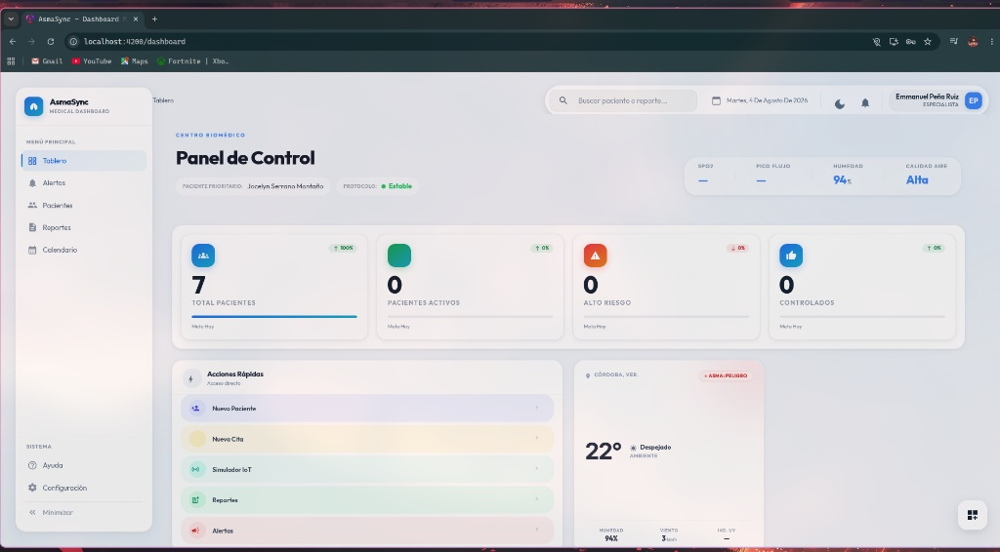 AsmaSync - Dashboard
localhost:4200/dashboard
Gmail
YouTube
Maps
Fortnite | Xbo…
AsmaSync
MEDICAL DASHBOARD
MENÚ PRINCIPAL
Tablero
Alertas
Pacientes
Reportes
Calendario
SISTEMA
Ayuda
Configuración
Minimizar
Tablero
Buscar paciente o reporte...
Martes, 4 De Agosto De 2026
Emmanuel Peña Ruiz
ESPECIALISTA
EP
CENTRO BIOMÉDICO
Panel de Control
PACIENTE PRIORITARIO: Jocelyn Serrano Montaño
PROTOCOLO: Estable
SPO2
—
PICO FLUJO
—
HUMEDAD
94%
CALIDAD AIRE
Alta
↑ 100%
7
TOTAL PACIENTES
Meta Hoy
↑ 0%
0
PACIENTES ACTIVOS
Meta Hoy
↓ 0%
0
ALTO RIESGO
Meta Hoy
↑ 0%
0
CONTROLADOS
Meta Hoy
Acciones Rápidas
Acceso directo
Nuevo Paciente
Nueva Cita
Simulador IoT
Reportes
Alertas
CÓRDOBA, VER.
ASMA: PELIGRO
22°
Despejado
AMBIENTE
HUMEDAD
94%
VIENTO
3 km/h
IND. UV
—